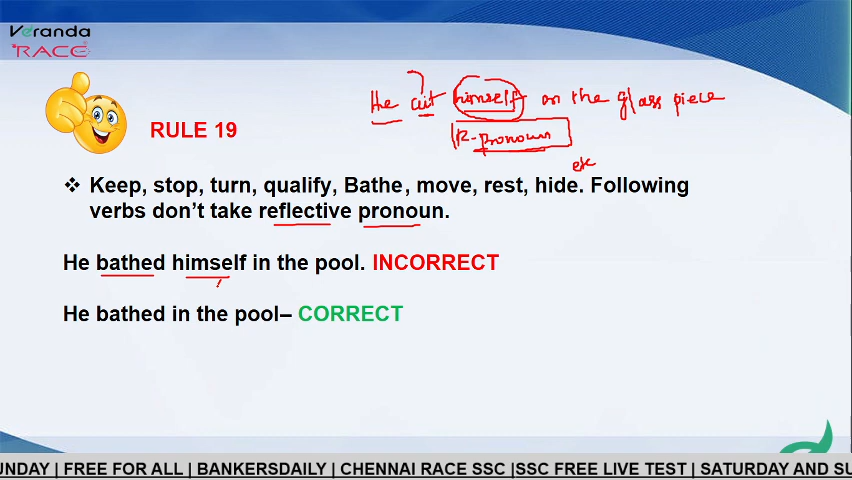 Veranda
RACE
He cut himself on the glass piece
R-pronoun
etc
RULE 19
❖ Keep, stop, turn, qualify, Bathe, move, rest, hide. Following
verbs don't take reflective pronoun.
He bathed himself in the pool. INCORRECT
He bathed in the pool– CORRECT
UNDAY | FREE FOR ALL | BANKERSDAILY | CHENNAI RACE SSC |SSC FREE LIVE TEST | SATURDAY AND SU